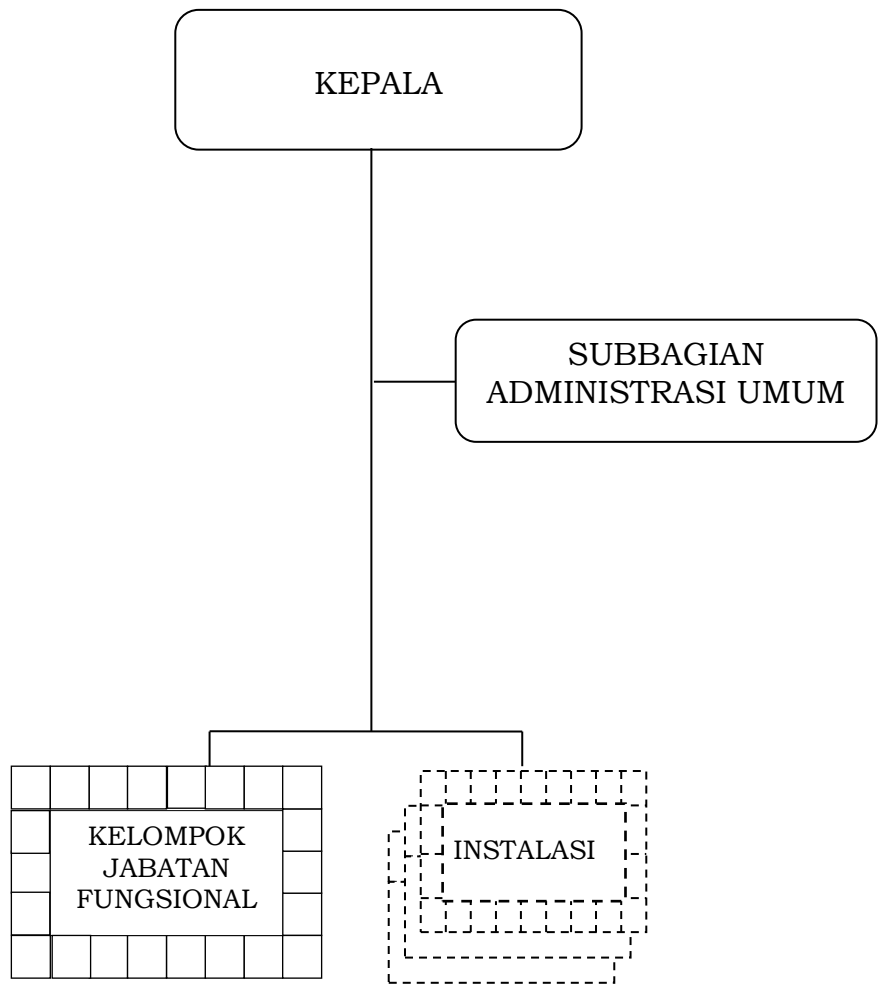 KEPALA
SUBBAGIAN
ADMINISTRASI UMUM
KELOMPOK
JABATAN
FUNGSIONAL
INSTALASI